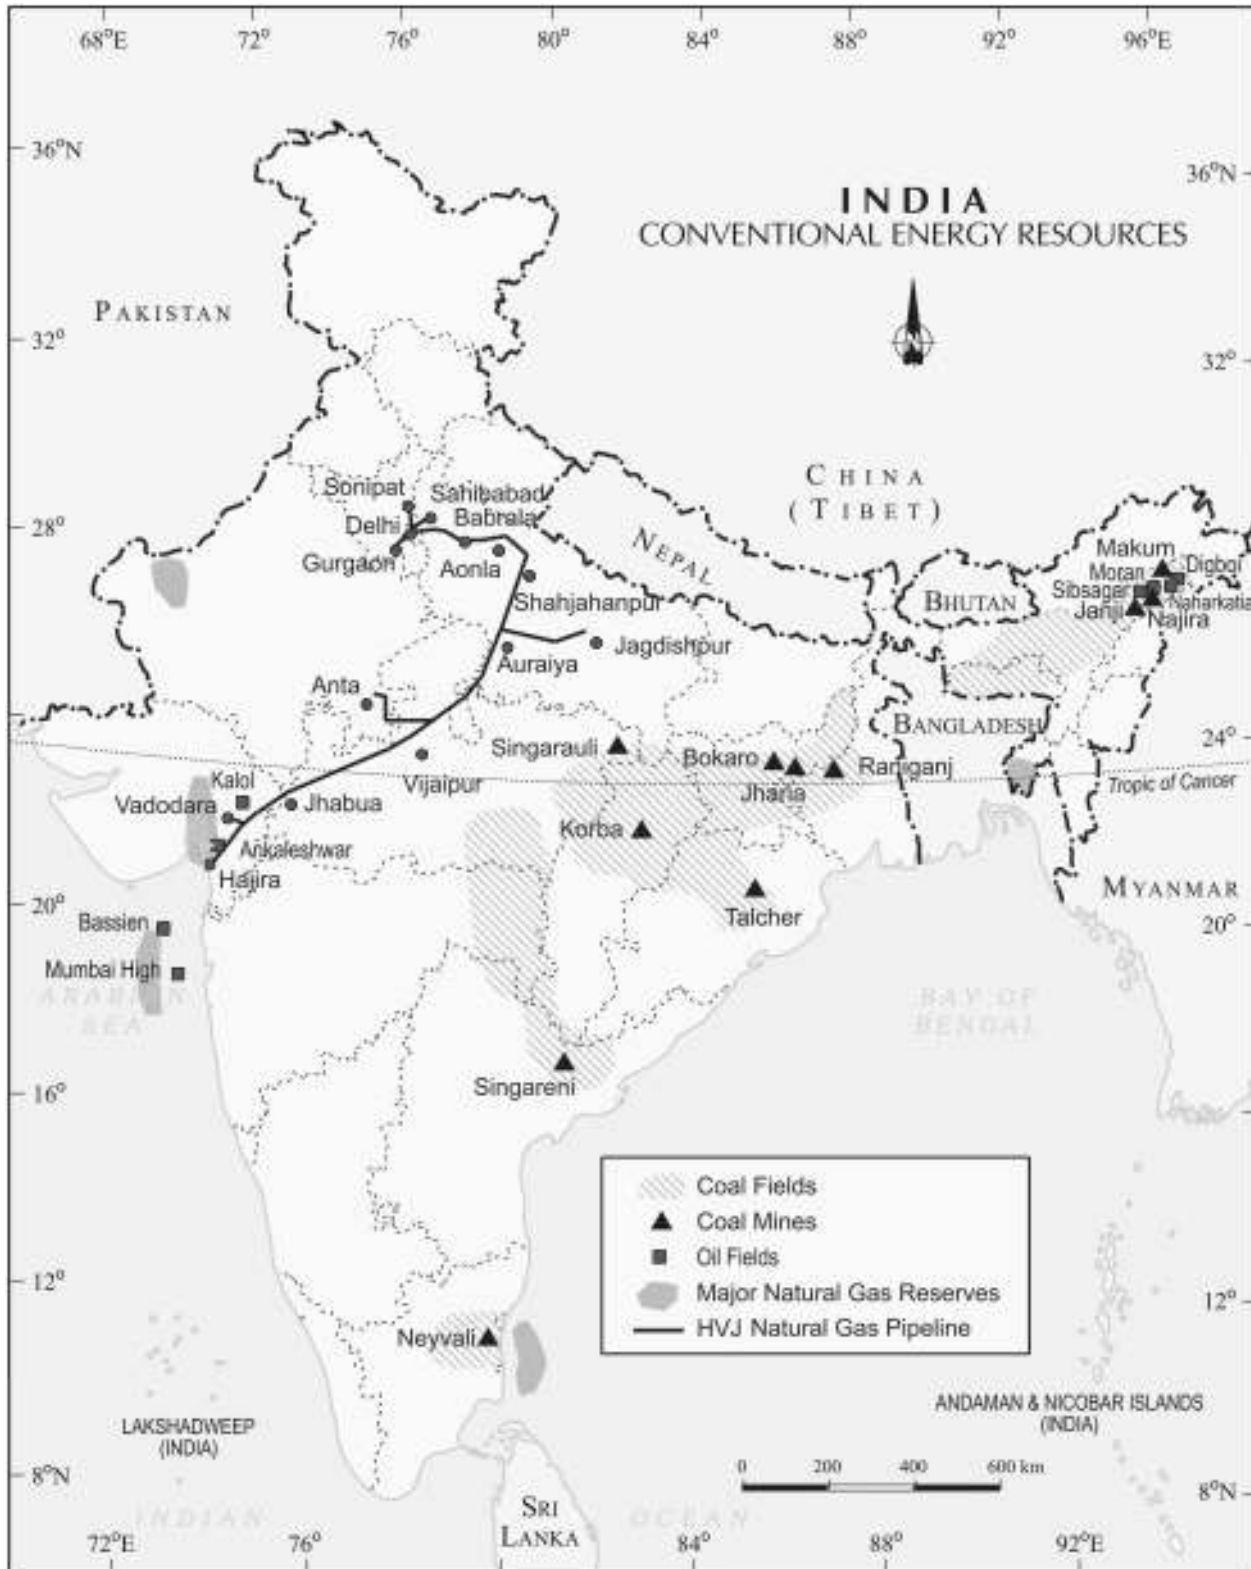 68°E 72° 76° 80° 84° 88° 92° 96°E
36°N
36°N
INDIA
CONVENTIONAL ENERGY RESOURCES
PAKISTAN
N
32°
32°
CHINA
(TIBET)
Sonipat
Sahibabad
Delhi
Babrala
28°
28°
NEPAL
Gurgaon
Aonla
Makum
Digboi
Moran
Sibsagar
Naharkatia
BHUTAN
Janji
Najira
Shahjahanpur
Auraiya
Jagdishpur
Anta
BANGLADESH
24°
Singarauli
Bokaro
Raniganj
Vijaipur
Jharia
Tropic of Cancer
Kalol
Vadodara
Jhabua
Korba
Ankaleshwar
Hajira
MYANMAR
20°
20°
Talcher
Bassien
Mumbai High
ARABIAN
SEA
BAY OF
BENGAL
16°
Singareni
Coal Fields
Coal Mines
Oil Fields
Major Natural Gas Reserves
HVJ Natural Gas Pipeline
12°
12°
Neyvali
LAKSHADWEEP
(INDIA)
ANDAMAN & NICOBAR ISLANDS
(INDIA)
0 200 400 600 km
8°N
8°N
SRI
LANKA
INDIAN OCEAN
72°E 76° 84° 88° 92°E